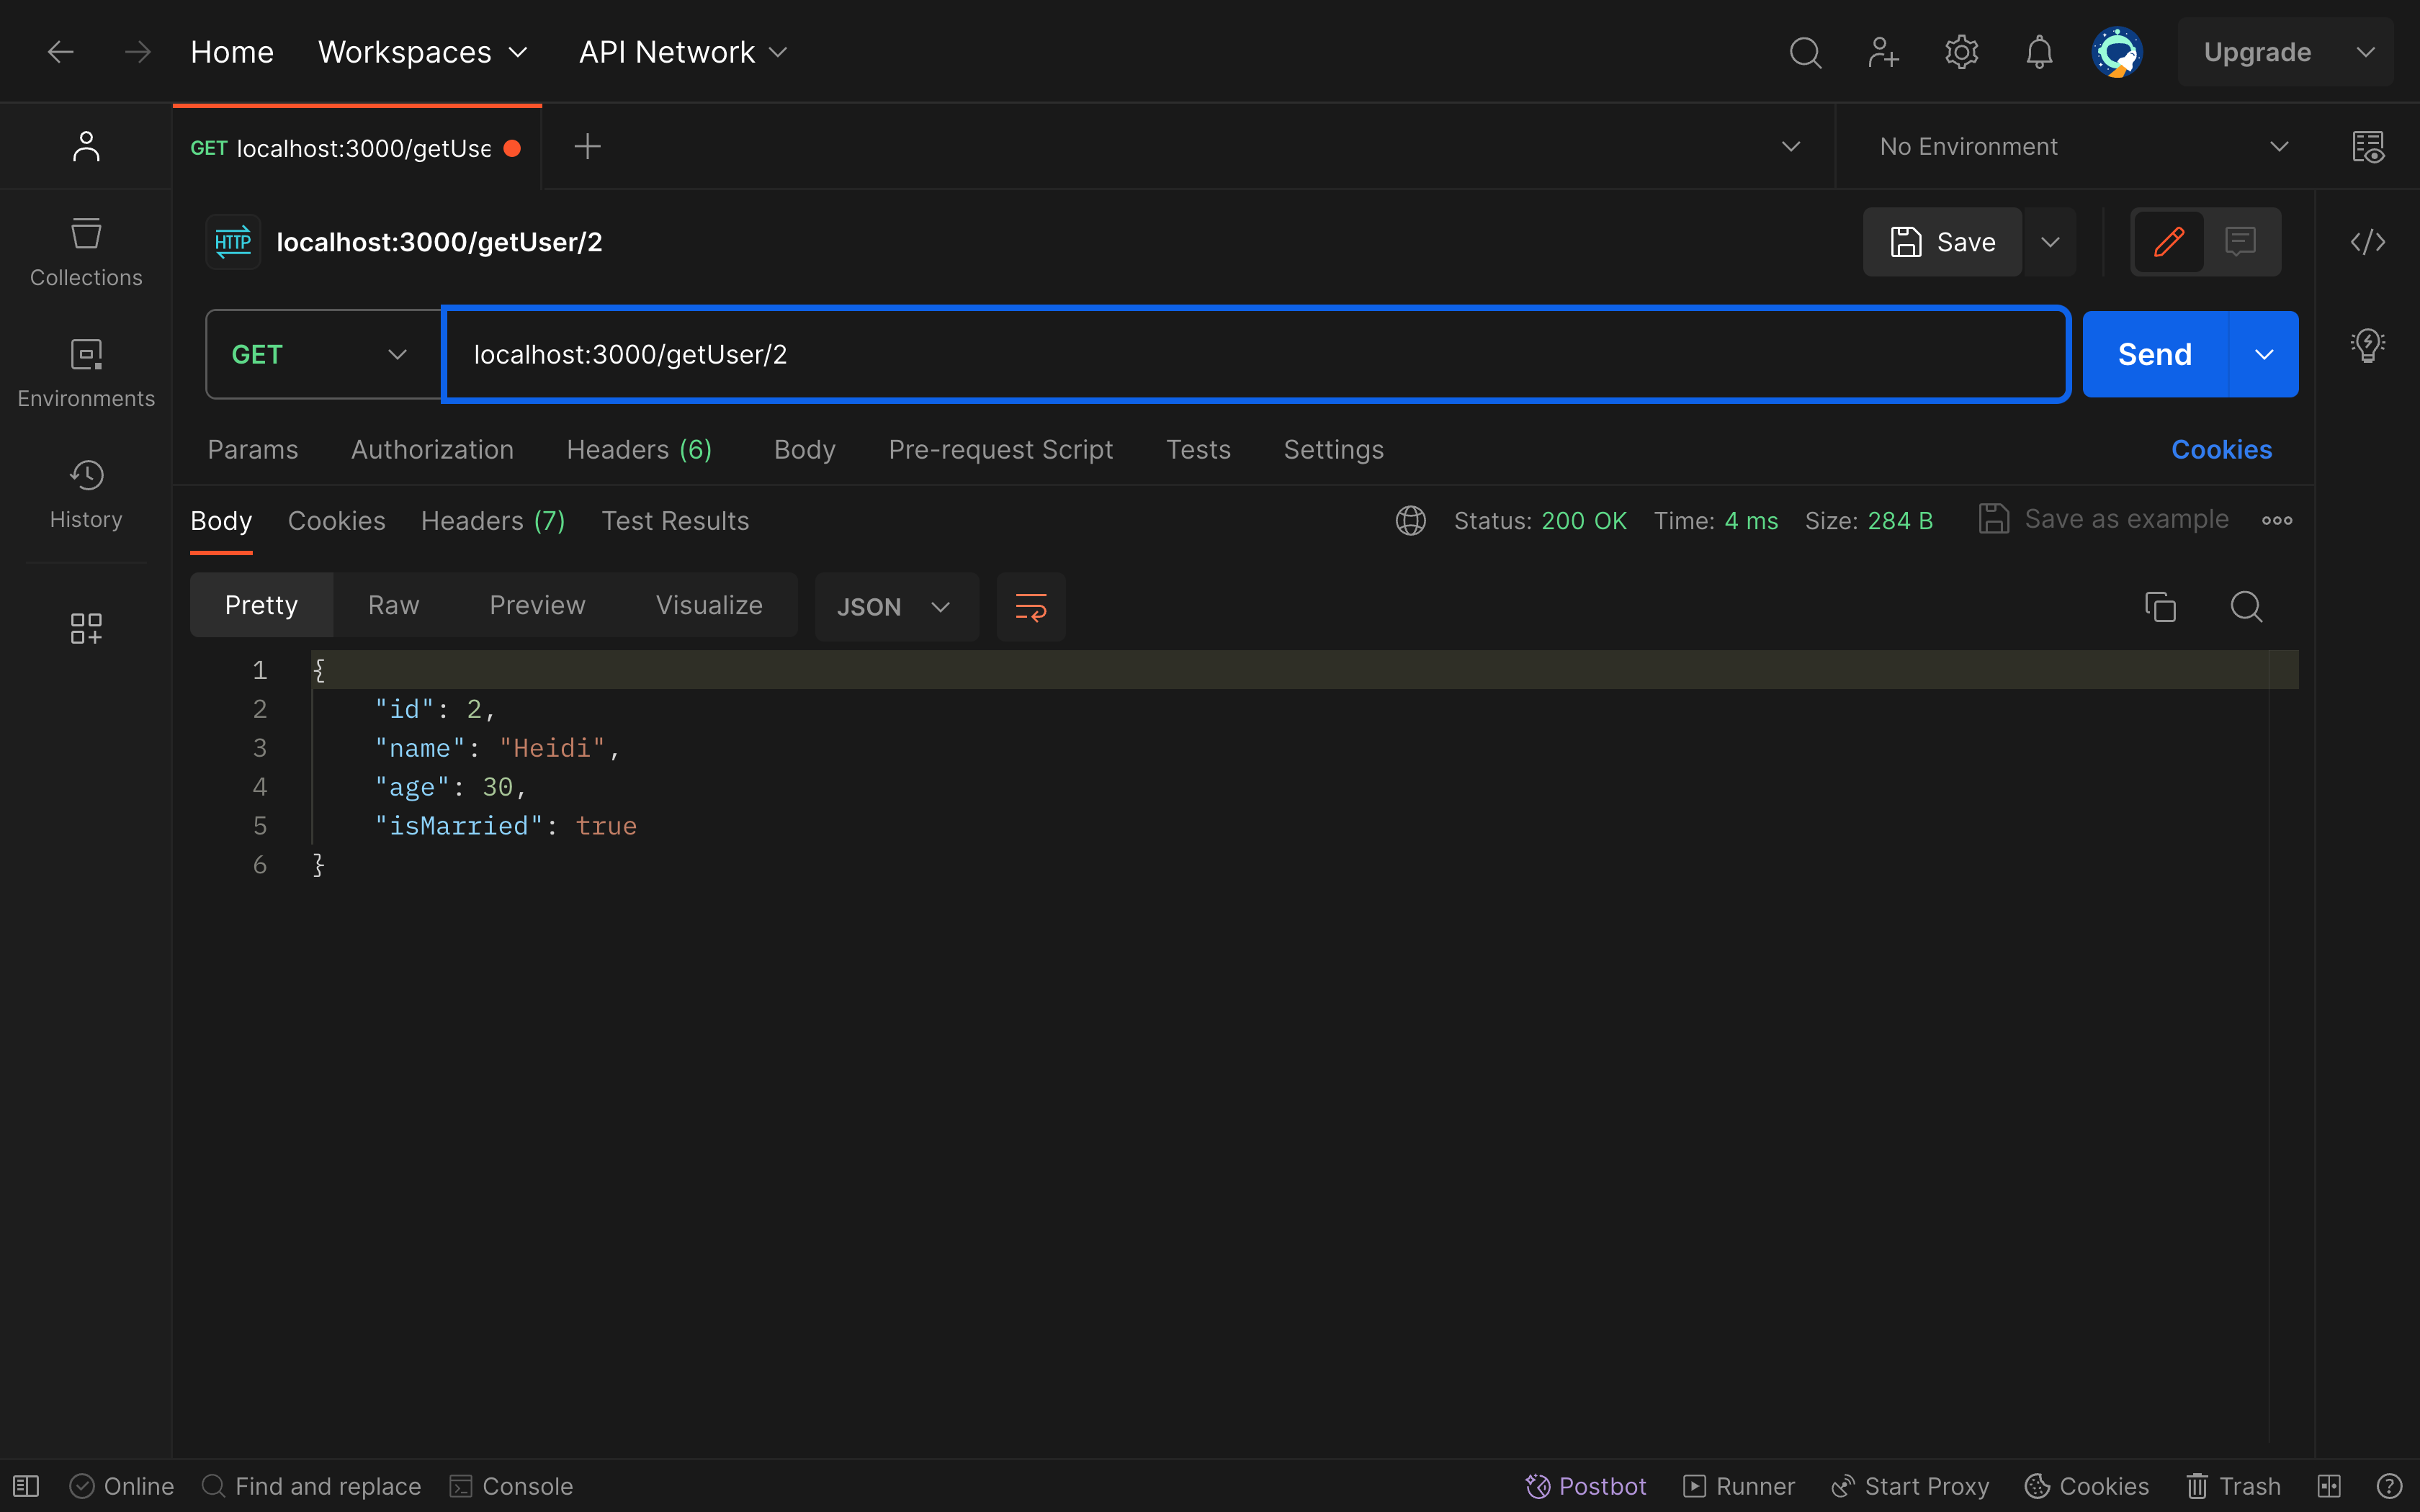 Home Workspaces API Network Upgrade
GET localhost:3000/getUse No Environment
HTTP localhost:3000/getUser/2 Save
GET localhost:3000/getUser/2 Send
Params Authorization Headers (6) Body Pre-request Script Tests Settings Cookies
Body Cookies Headers (7) Test Results Status: 200 OK Time: 4 ms Size: 284 B Save as example
Pretty Raw Preview Visualize JSON
Collections
Environments
History
1 {
2 "id": 2,
3 "name": "Heidi",
4 "age": 30,
5 "isMarried": true
6 }
Online Find and replace Console Postbot Runner Start Proxy Cookies Trash